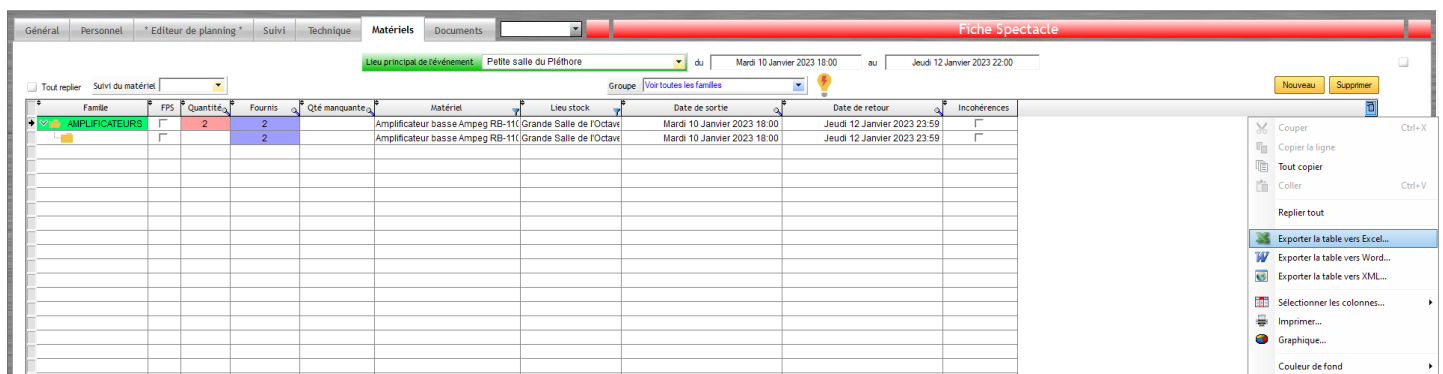 Général Personnel * Editeur de planning * Suivi Technique Matériels Documents Fiche Spectacle
Lieu principal de l'événement Petite salle du Pléthore du Mardi 10 Janvier 2023 18:00 au Jeudi 12 Janvier 2023 22:00
Tout replier Suivi du matériel Groupe Voir toutes les familles Nouveau Supprimer
Famille FPS Quantité Fournis Qté manquante Matériel Lieu stock Date de sortie Date de retour Incohérences
AMPLIFICATEURS 2 2 Amplificateur basse Ampeg RB-110 Grande Salle de l'Octave Mardi 10 Janvier 2023 18:00 Jeudi 12 Janvier 2023 23:59
2 Amplificateur basse Ampeg RB-110 Grande Salle de l'Octave Mardi 10 Janvier 2023 18:00 Jeudi 12 Janvier 2023 23:59
Couper Ctrl+X
Copier la ligne
Tout copier
Coller Ctrl+V
Replier tout
Exporter la table vers Excel...
Exporter la table vers Word...
Exporter la table vers XML...
Sélectionner les colonnes...
Imprimer...
Graphique...
Couleur de fond